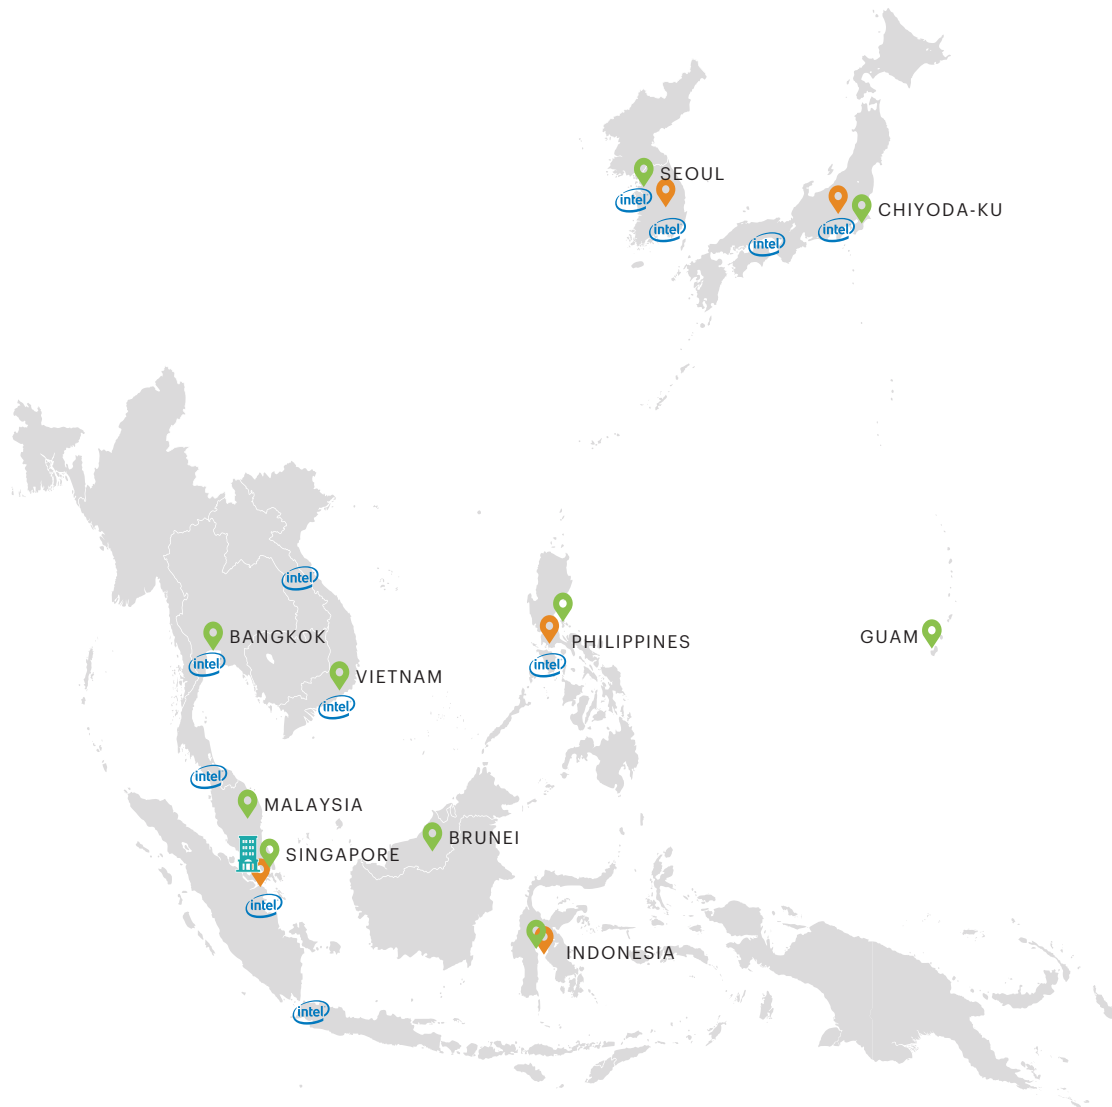 SEOUL
intel
CHIYODA-KU
intel
intel
intel
intel
BANGKOK
PHILIPPINES
GUAM
intel
intel
VIETNAM
intel
intel
MALAYSIA
BRUNEI
SINGAPORE
intel
INDONESIA
intel